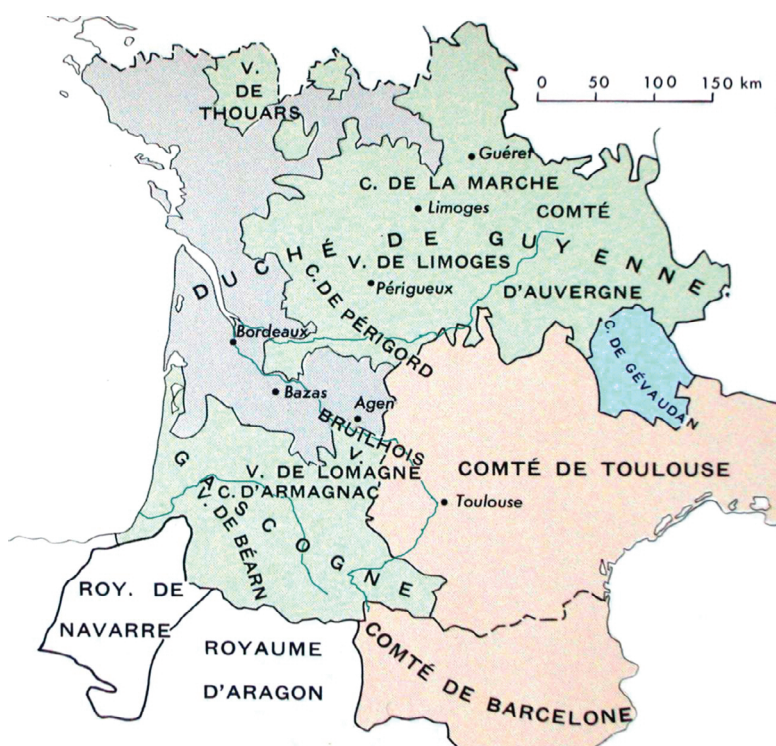 V.
DE
THOUARS
0 50 100 150 km
Guéret
C. DE LA MARCHE
Limoges
COMTÉ
DUCHÉ DE GUYENNE
V. DE LIMOGES
Périgueux
D'AUVERGNE
C. DE PÉRIGORD
Bordeaux
C. DE GÉVAUDAN
Bazas
Agen
BRUILHOIS
V.
V. DE LOMAGNE
COMTÉ DE TOULOUSE
C. D'ARMAGNAC
Toulouse
GASCOGNE
V. DE BÉARN
ROY. DE
NAVARRE
ROYAUME
D'ARAGON
COMTÉ DE BARCELONE